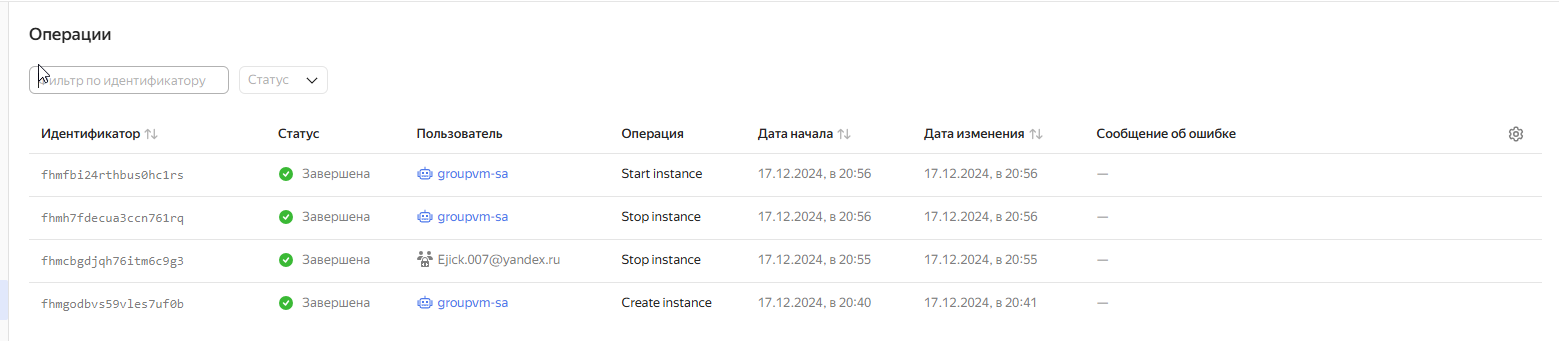 Операции
Фильтр по идентификатору Статус
Идентификатор Статус Пользователь Операция Дата начала Дата изменения Сообщение об ошибке
fhmfbi24rthbus0hc1rs Завершена groupvm-sa Start instance 17.12.2024, в 20:56 17.12.2024, в 20:56 —
fhmh7fdecua3ccn761rq Завершена groupvm-sa Stop instance 17.12.2024, в 20:56 17.12.2024, в 20:56 —
fhmcbgdjqh76itm6c9g3 Завершена Ejick.007@yandex.ru Stop instance 17.12.2024, в 20:55 17.12.2024, в 20:55 —
fhmgodbvs59vles7uf0b Завершена groupvm-sa Create instance 17.12.2024, в 20:40 17.12.2024, в 20:41 —